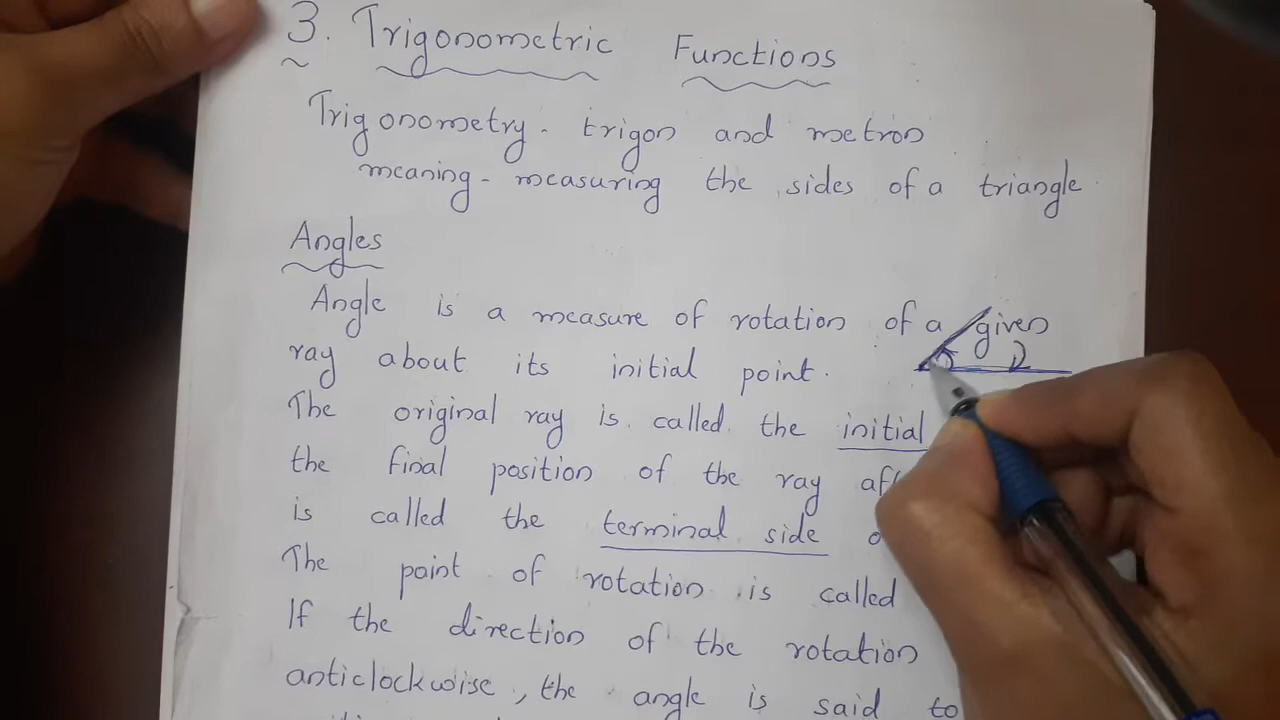 3. Trigonometric Functions
Trigonometry - trigon and metron
meaning - measuring the sides of a triangle.
Angles
Angle is a measure of rotation of a given
ray about its initial point.
The original ray is called the initial
the final position of the ray
is called the terminal side
The point of rotation is called
If the direction of the rotation
anticlockwise, the angle is said to